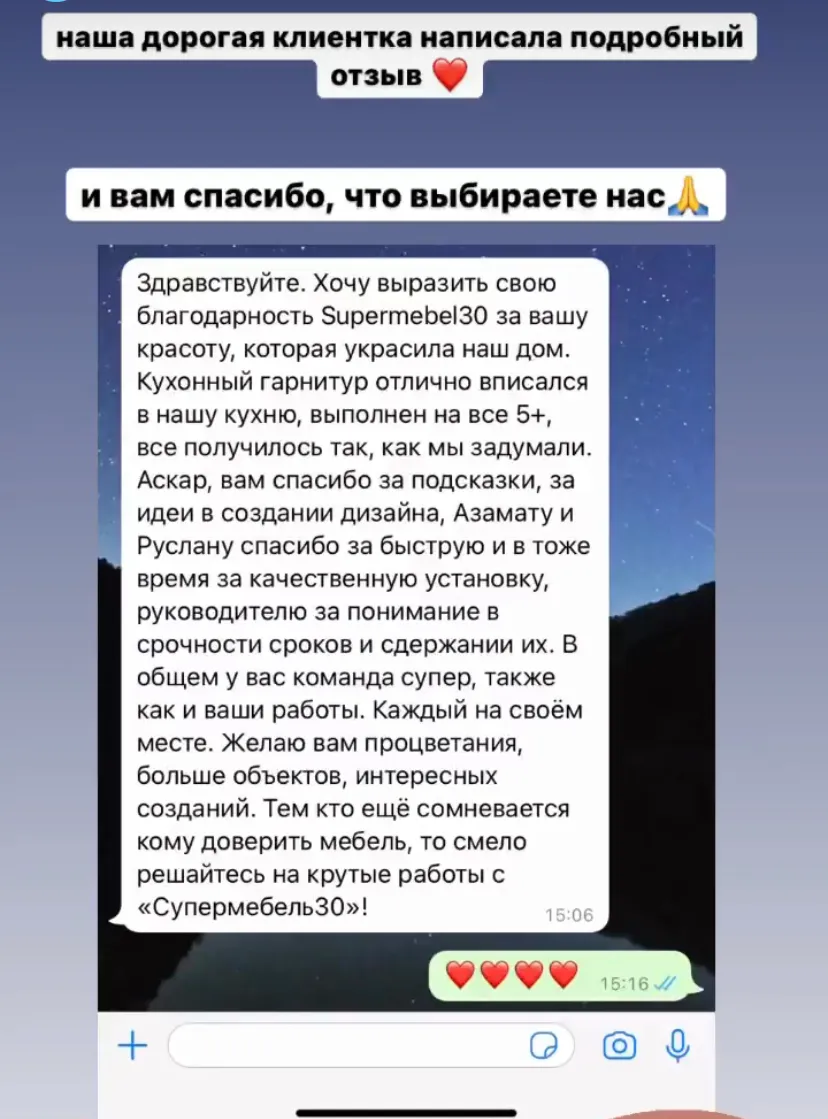 наша дорогая клиентка написала подробный
отзыв ❤️
и вам спасибо, что выбираете нас🙏
Здравствуйте. Хочу выразить свою
благодарность Supermebel30 за вашу
красоту, которая украсила наш дом.
Кухонный гарнитур отлично вписался
в нашу кухню, выполнен на все 5+,
все получилось так, как мы задумали.
Аскар, вам спасибо за подсказки, за
идеи в создании дизайна, Азамату и
Руслану спасибо за быструю и в тоже
время за качественную установку,
руководителю за понимание в
срочности сроков и сдержании их. В
общем у вас команда супер, также
как и ваши работы. Каждый на своём
месте. Желаю вам процветания,
больше объектов, интересных
созданий. Тем кто ещё сомневается
кому доверить мебель, то смело
решайтесь на крутые работы с
«Супермебель30»!
15:06
❤️❤️❤️❤️ 15:16